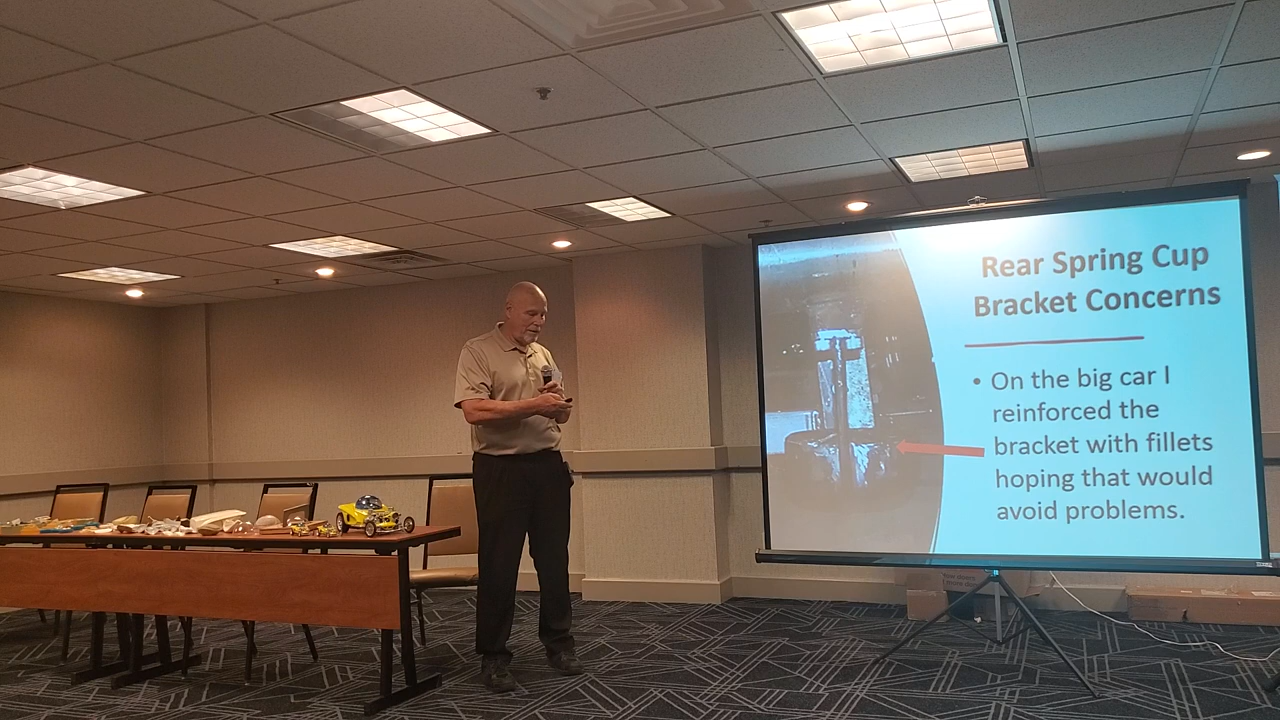 Rear Spring Cup
Bracket Concerns
• On the big car I
reinforced the
bracket with fillets
hoping that would
avoid problems.